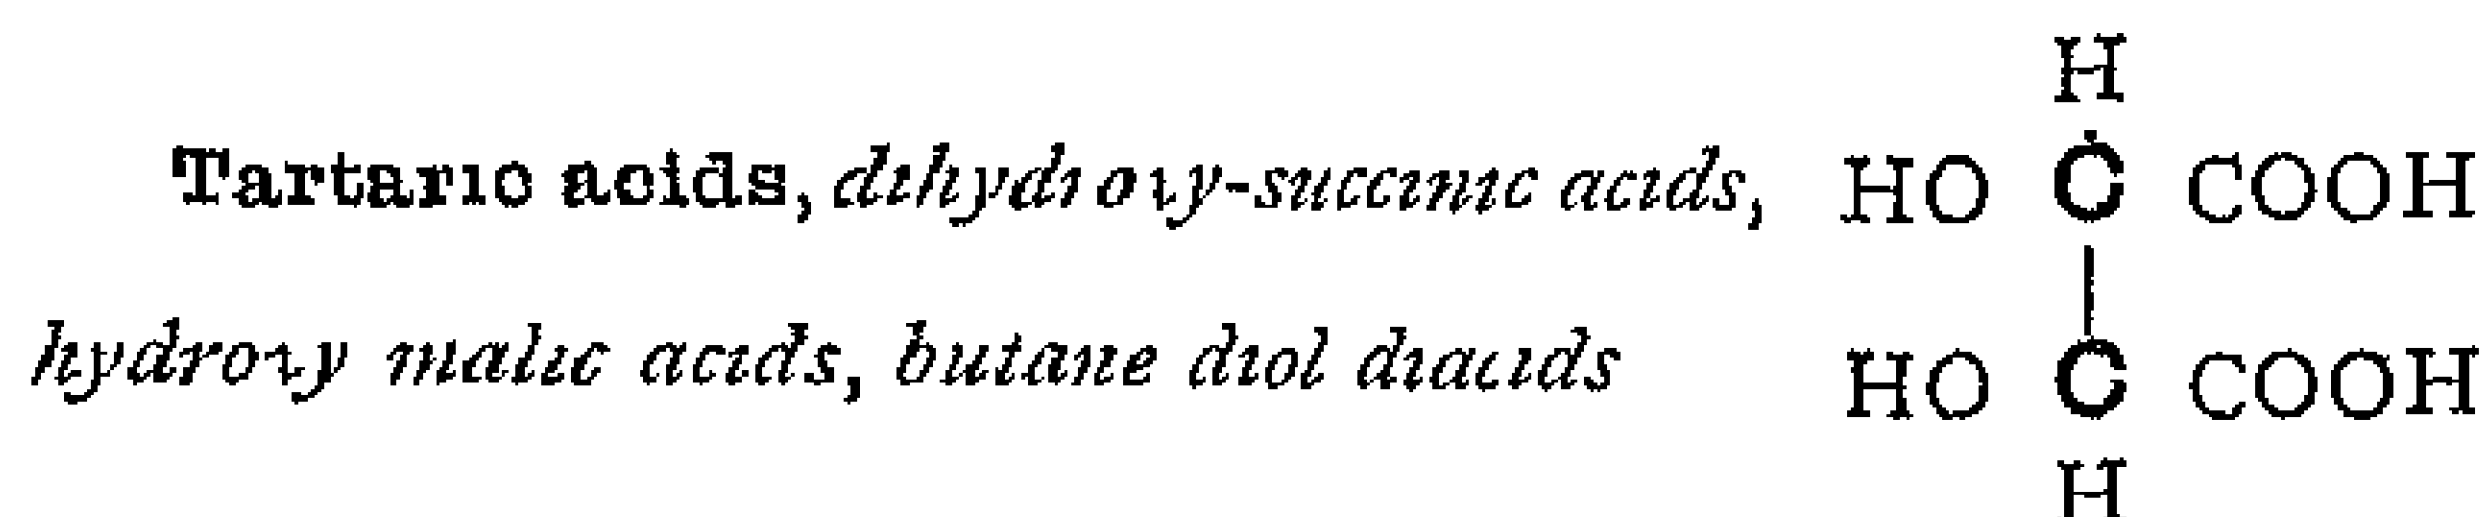 H
Tartaric acids, dihydroxy-succinic acids, HO C COOH
hydroxy malic acids, butane diol diacids HO C COOH
H